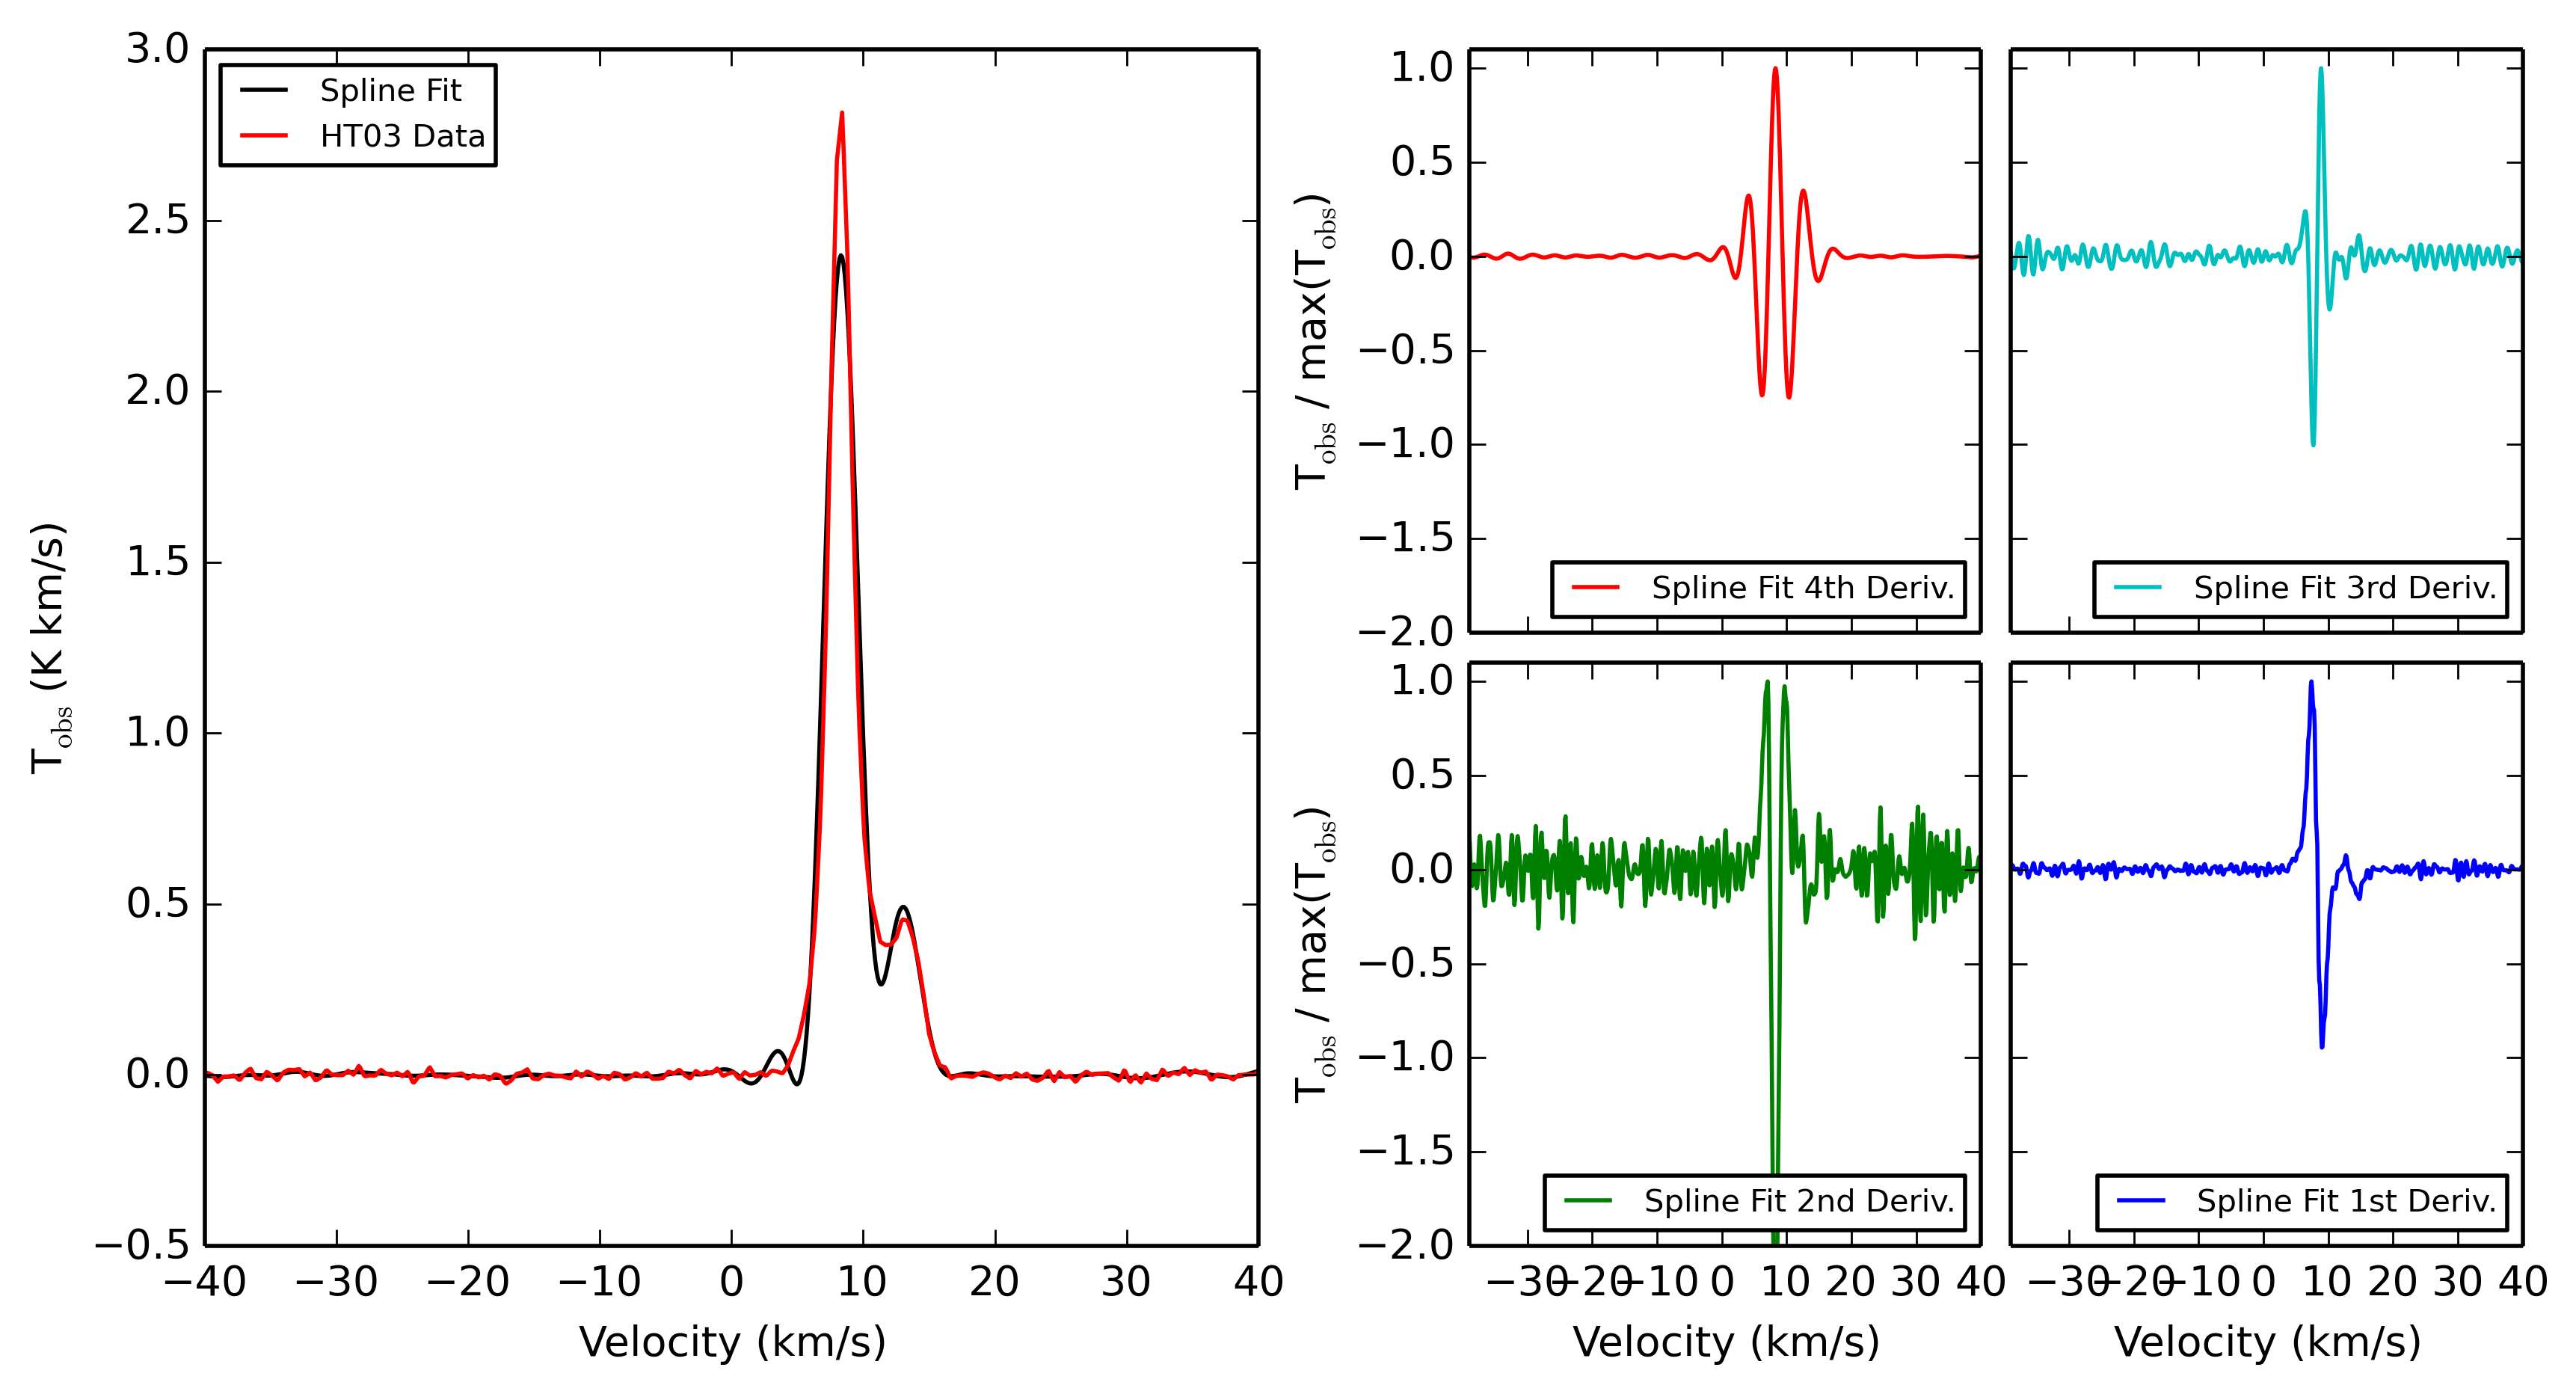 3.0
2.5
2.0
1.5
1.0
0.5
0.0
−0.5
T_obs (K km/s)
Spline Fit
HT03 Data
−40 −30 −20 −10 0 10 20 30 40
Velocity (km/s)
1.0
0.5
0.0
−0.5
−1.0
−1.5
−2.0
T_obs / max(T_obs)
Spline Fit 4th Deriv.
Spline Fit 3rd Deriv.
1.0
0.5
0.0
−0.5
−1.0
−1.5
−2.0
T_obs / max(T_obs)
Spline Fit 2nd Deriv.
−30 −20 −10 0 10 20 30 40
Velocity (km/s)
Spline Fit 1st Deriv.
−30 −20 −10 0 10 20 30 40
Velocity (km/s)